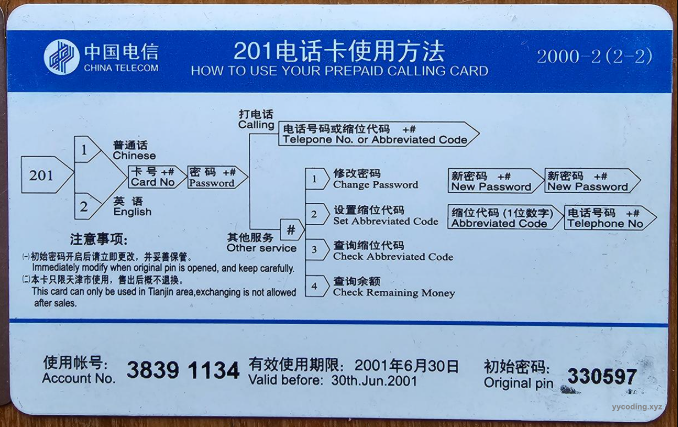 中国电信
CHINA TELECOM
201电话卡使用方法
HOW TO USE YOUR PREPAID CALLING CARD
2000-2(2-2)
201
1
普通话
Chinese
2
英 语
English
卡 号 +#
Card No
密 码 +#
Password
打电话
Calling
电话号码或缩位代码 +#
Telepone No. or Abbreviated Code
其他服务
Other service
#
1
修改密码
Change Password
新密码 +#
New Password
新密码 +#
New Password
2
设置缩位代码
Set Abbreviated Code
缩位代码 (1位数字)
Abbreviated Code
电话号码 +#
Telephone No
3
查询缩位代码
Check Abbreviated Code
4
查询余额
Check Remaining Money
注意事项:
㈠初始密码开启后请立即更改，并妥善保管。
Immediately modify when original pin is opened, and keep carefully.
㈡本卡只限天津市使用，售出后概不退换。
This card can only be used in Tianjin area,exchanging is not allowed
after sales.
使用帐号:
Account No.
3839 1134
有效使用期限: 2001年6月30日
Valid before: 30th.Jun.2001
初始密码:
Original pin
330597
yycoding.xyz